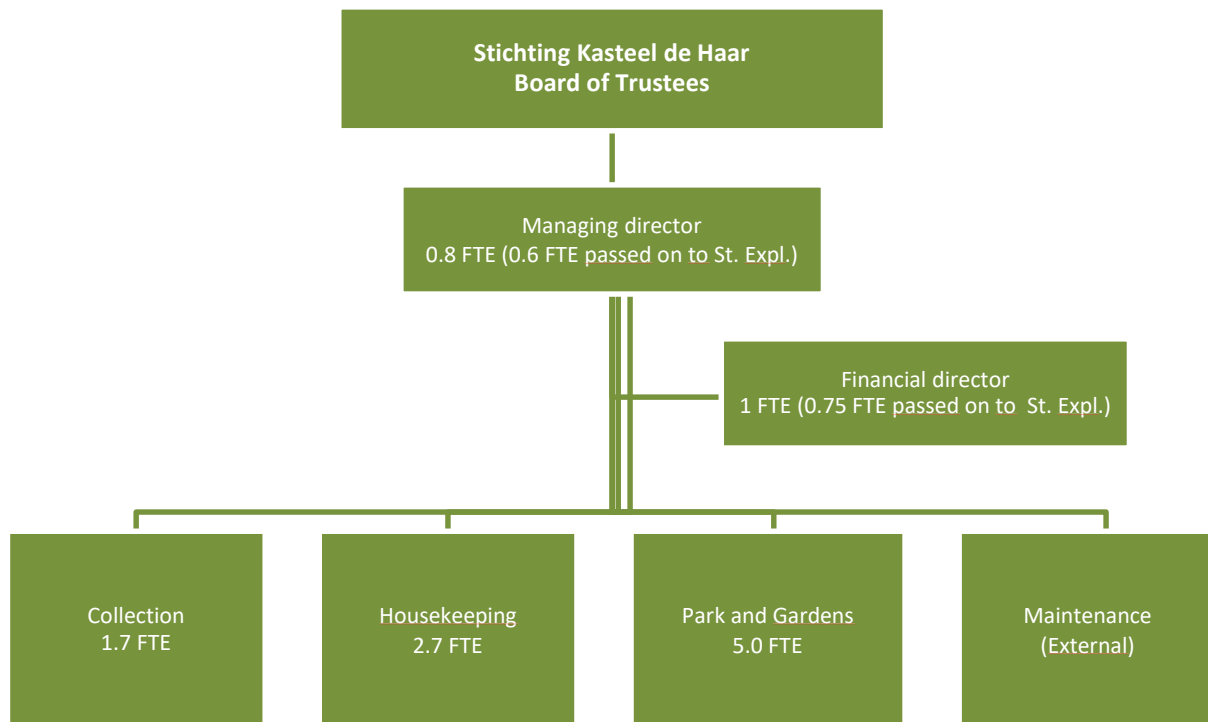 Stichting Kasteel de Haar
Board of Trustees
Managing director
0.8 FTE (0.6 FTE passed on to St. Expl.)
Financial director
1 FTE (0.75 FTE passed on to  St. Expl.)
Collection
1.7 FTE
Housekeeping
2.7 FTE
Park and Gardens
5.0 FTE
Maintenance
(External)